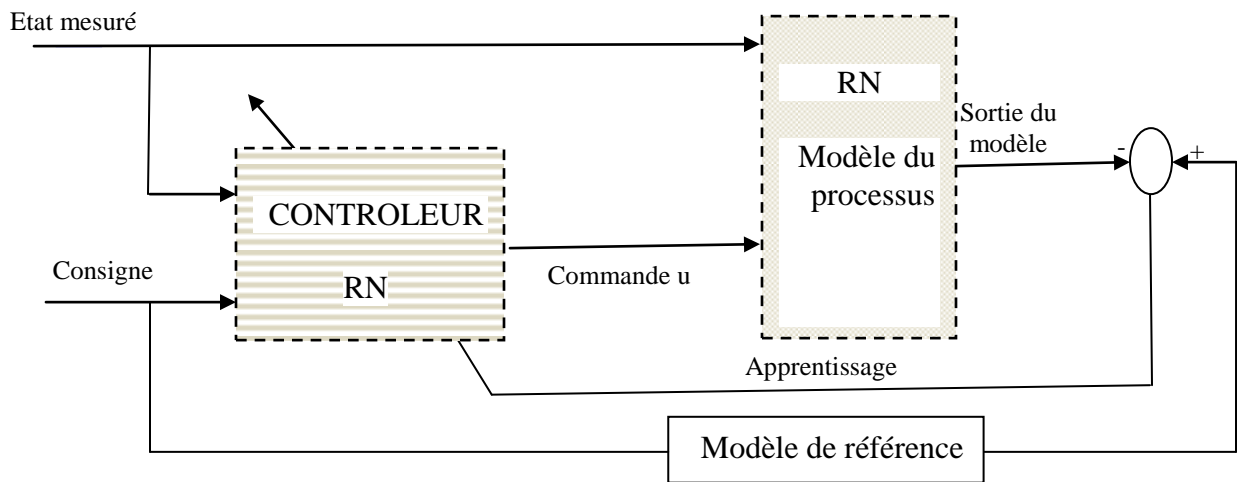 Etat mesuré
RN
Sortie du
modèle
-
+
Modèle du
processus
CONTROLEUR
Consigne
RN
Commande u
Apprentissage
Modèle de référence